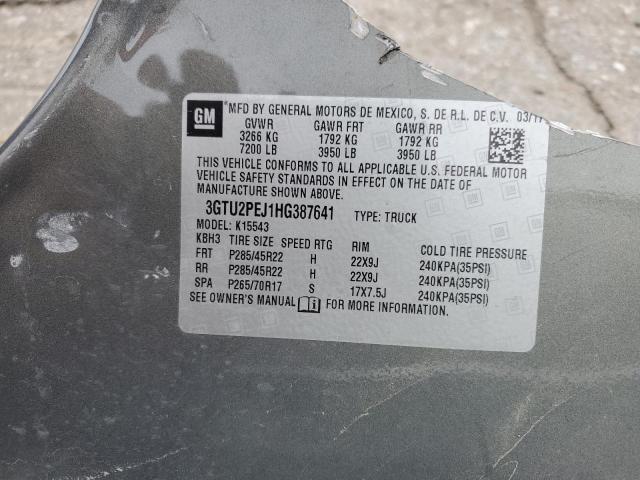 GM MFD BY GENERAL MOTORS DE MEXICO, S. DE R.L. DE C.V. 03/17
GVWR GAWR FRT GAWR RR
3266 KG 1792 KG 1792 KG
7200 LB 3950 LB 3950 LB
THIS VEHICLE CONFORMS TO ALL APPLICABLE U.S. FEDERAL MOTOR
VEHICLE SAFETY STANDARDS IN EFFECT ON THE DATE OF
MANUFACTURE SHOWN ABOVE.
3GTU2PEJ1HG387641 TYPE: TRUCK
MODEL: K15543
KBH3 TIRE SIZE SPEED RTG RIM COLD TIRE PRESSURE
FRT P285/45R22 H 22X9J 240KPA(35PSI)
RR P285/45R22 H 22X9J 240KPA(35PSI)
SPA P265/70R17 S 17X7.5J 240KPA(35PSI)
SEE OWNER'S MANUAL FOR MORE INFORMATION.